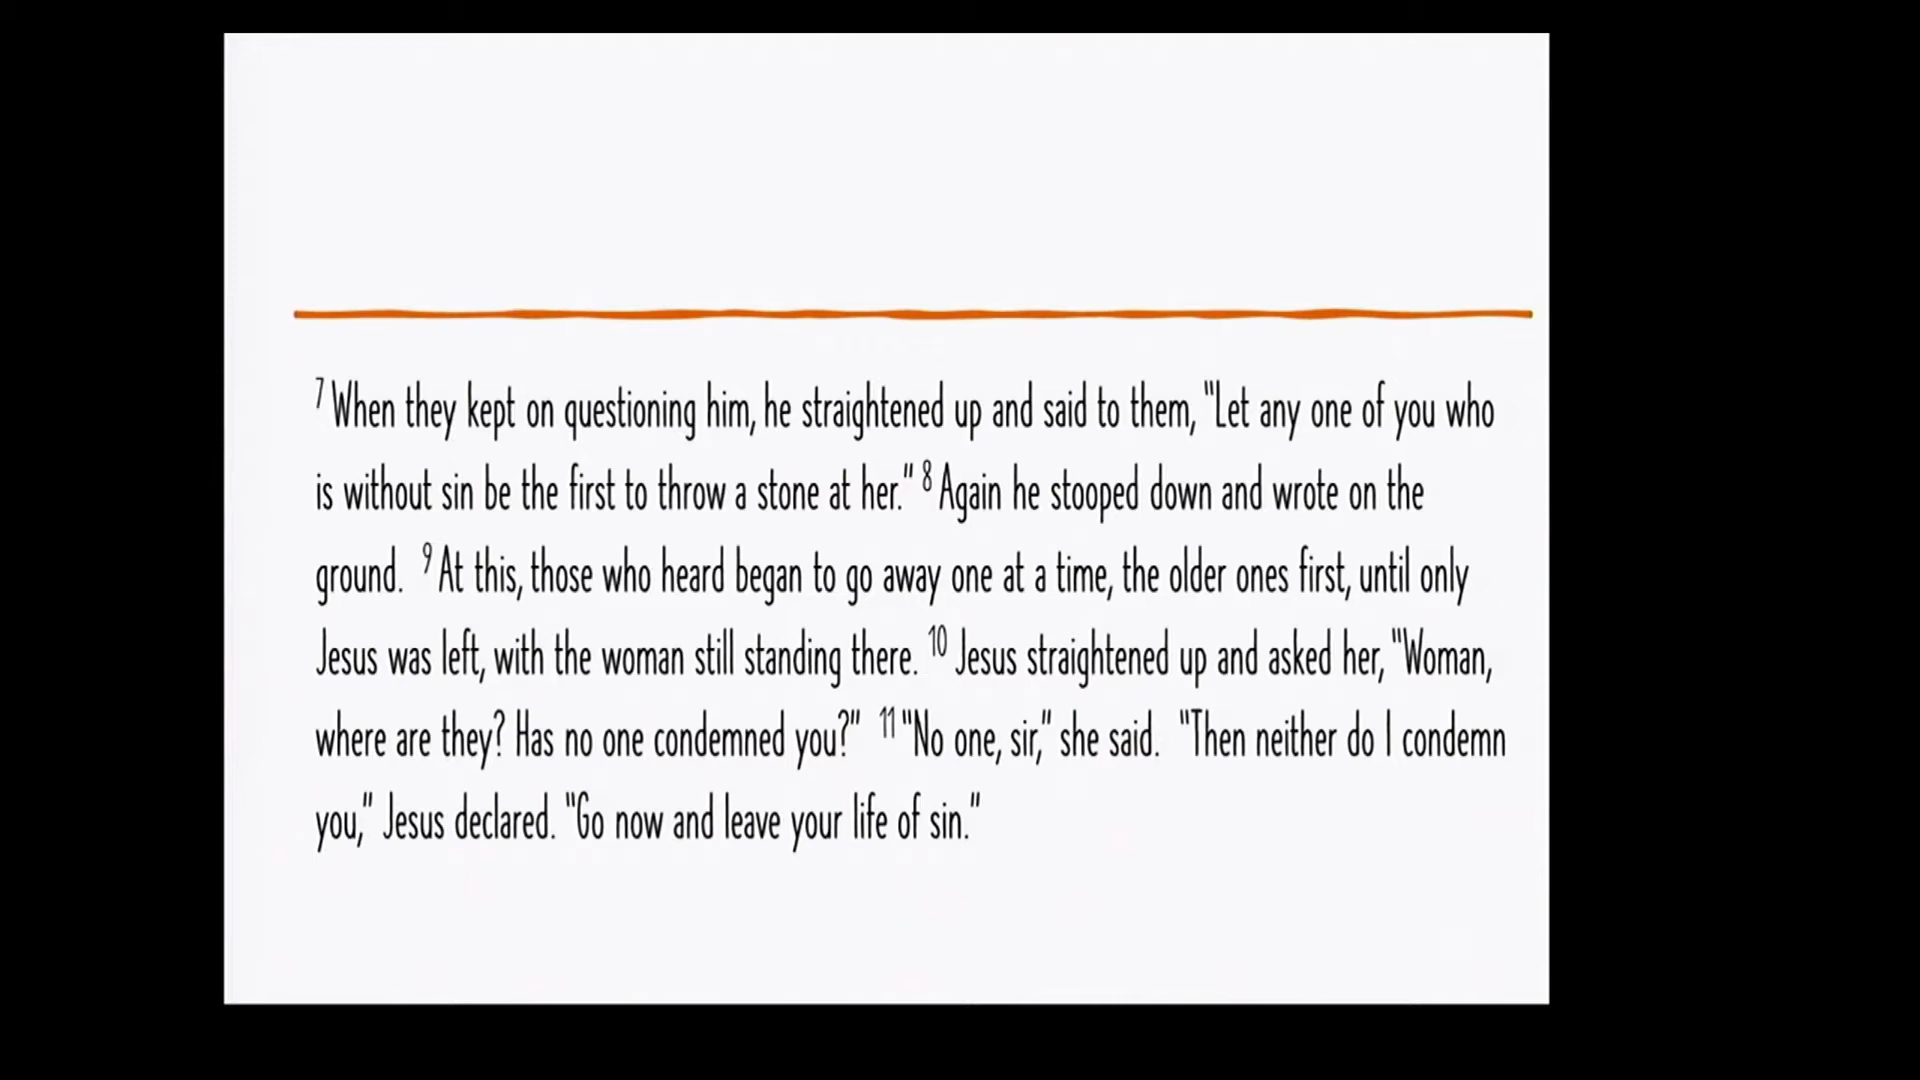 7 When they kept on questioning him, he straightened up and said to them, "Let any one of you who
is without sin be the first to throw a stone at her." 8 Again he stooped down and wrote on the
ground. 9 At this, those who heard began to go away one at a time, the older ones first, until only
Jesus was left, with the woman still standing there. 10 Jesus straightened up and asked her, "Woman,
where are they? Has no one condemned you?" 11 "No one, sir," she said. "Then neither do I condemn
you," Jesus declared. "Go now and leave your life of sin."